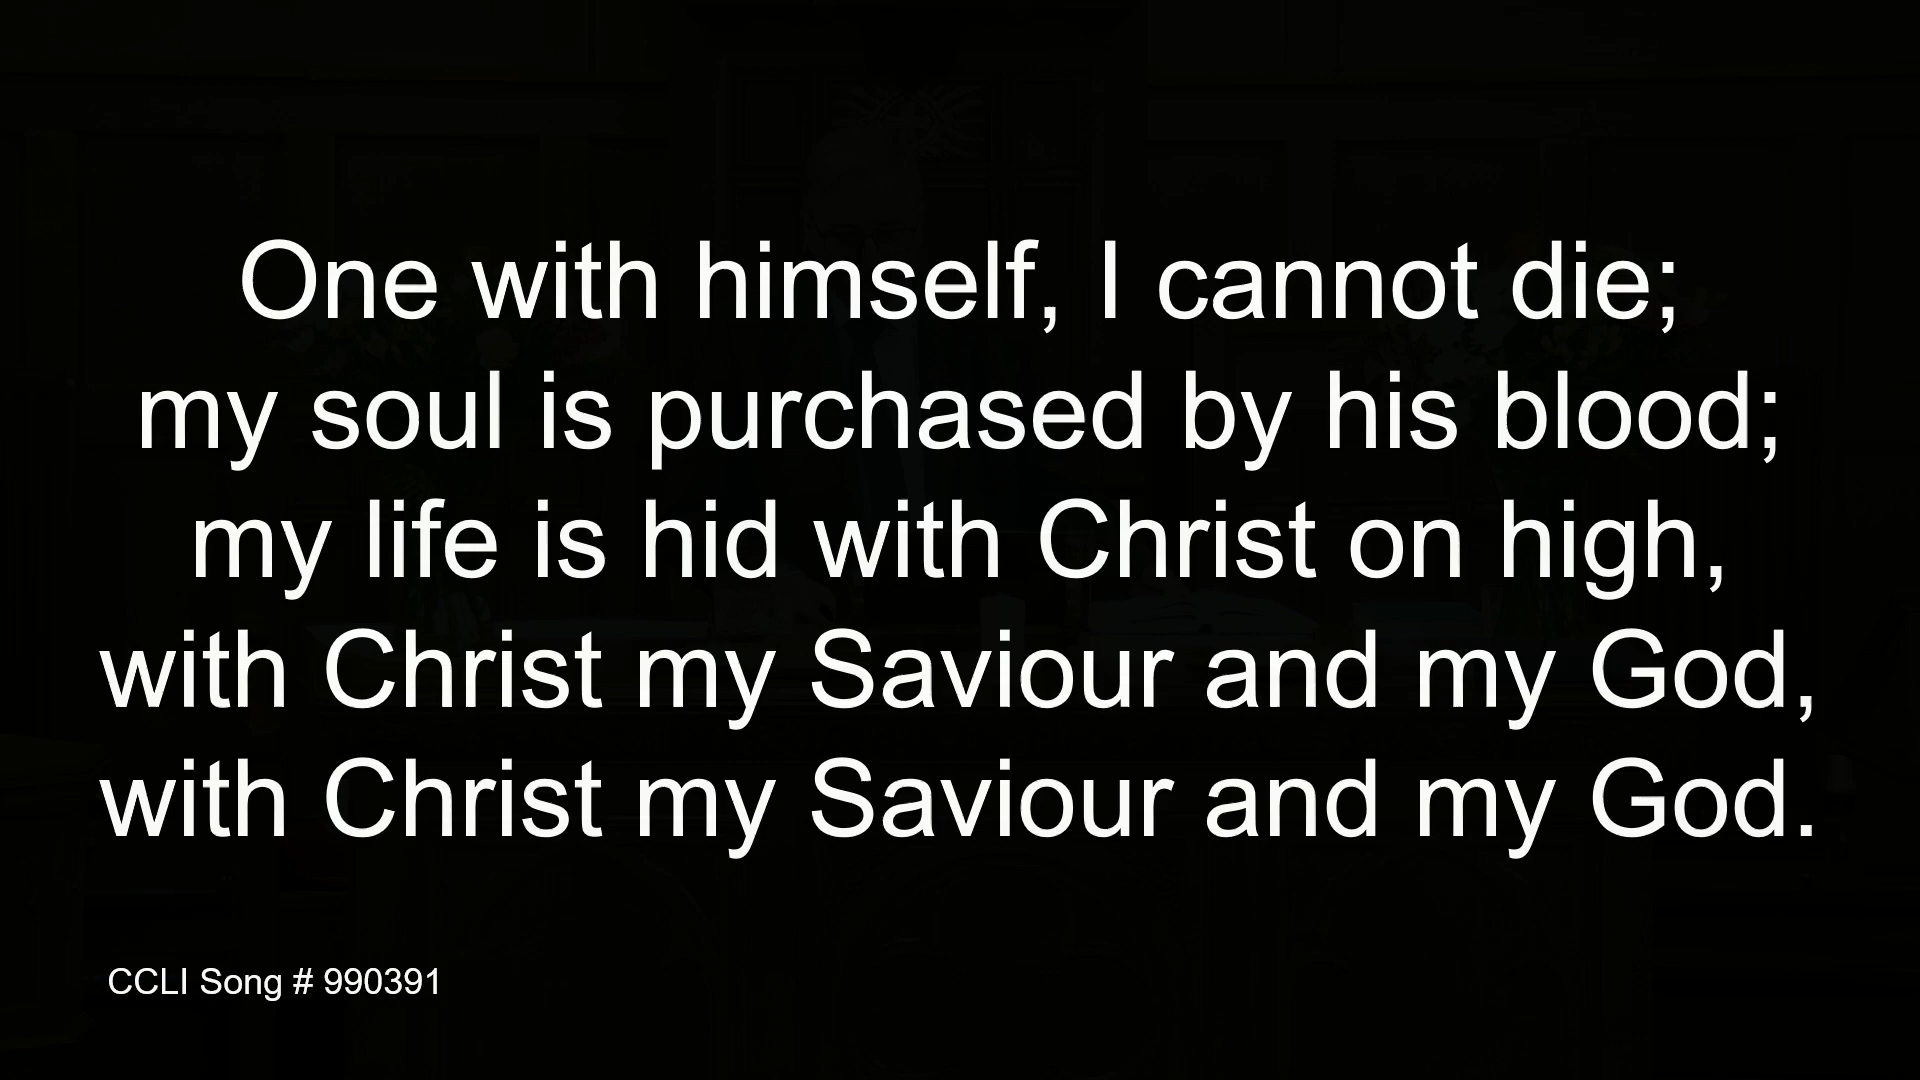 One with himself, I cannot die;
my soul is purchased by his blood;
my life is hid with Christ on high,
with Christ my Saviour and my God,
with Christ my Saviour and my God.
CCLI Song # 990391